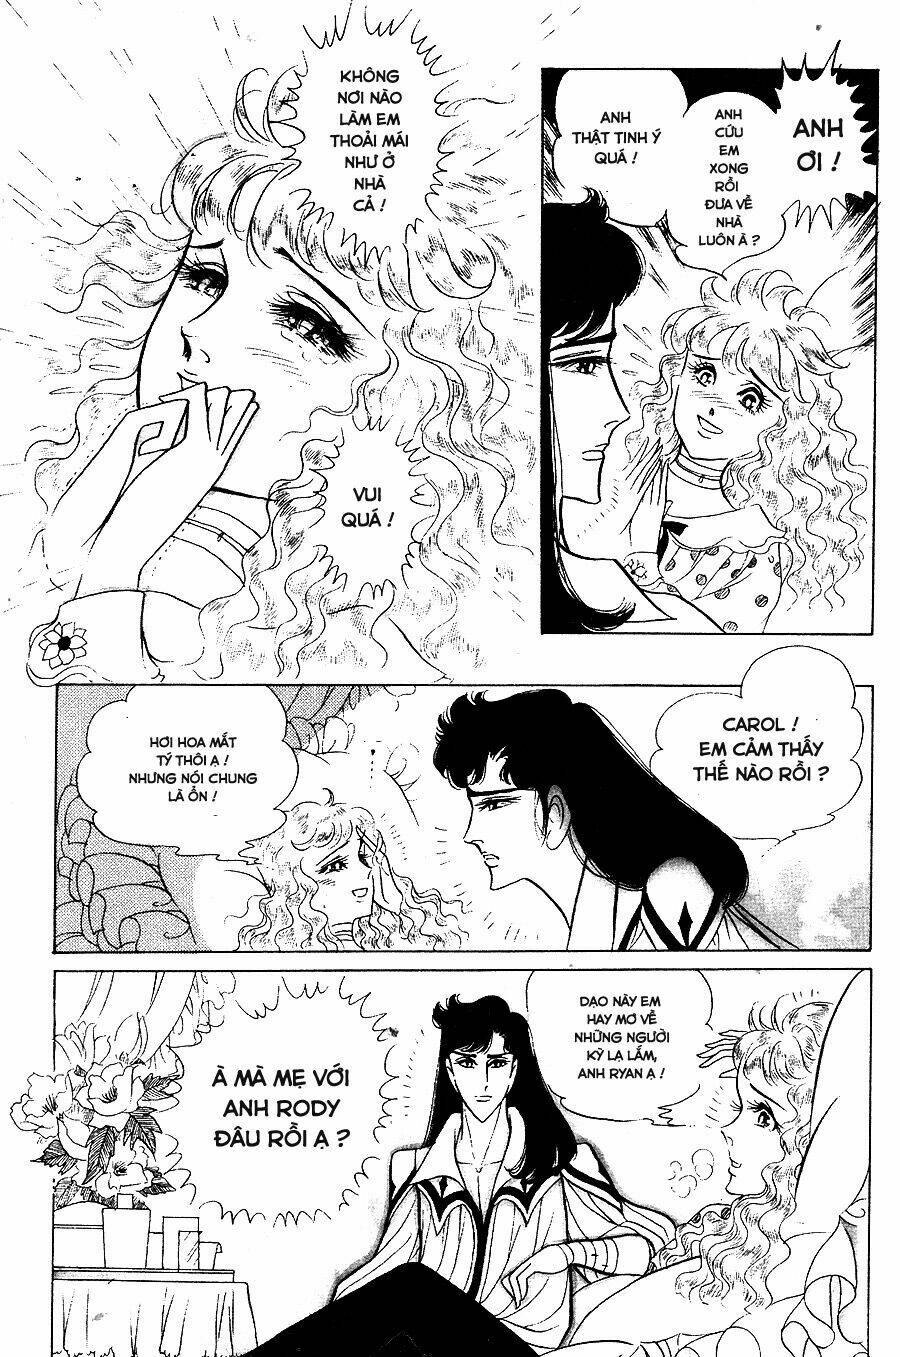 ANH
ƠI !
ANH
CỨU
EM
XONG
RỒI
ĐƯA VỀ
NHÀ
LUÔN À ?
ANH
THẬT TINH Ý
QUÁ !
KHÔNG
NƠI NÀO
LÀM EM
THOẢI MÁI
NHƯ Ở
NHÀ
CẢ !
VUI
QUÁ !
CAROL !
EM CẢM THẤY
THẾ NÀO RỒI ?
HƠI HOA MẮT
TÝ THÔI Ạ !
NHƯNG NÓI CHUNG
LÀ ỔN !
DẠO NÀY EM
HAY MƠ VỀ
NHỮNG NGƯỜI
KỲ LẠ LẮM,
ANH RYAN Ạ !
À MÀ MẸ VỚI
ANH RODY
ĐÂU RỒI Ạ ?